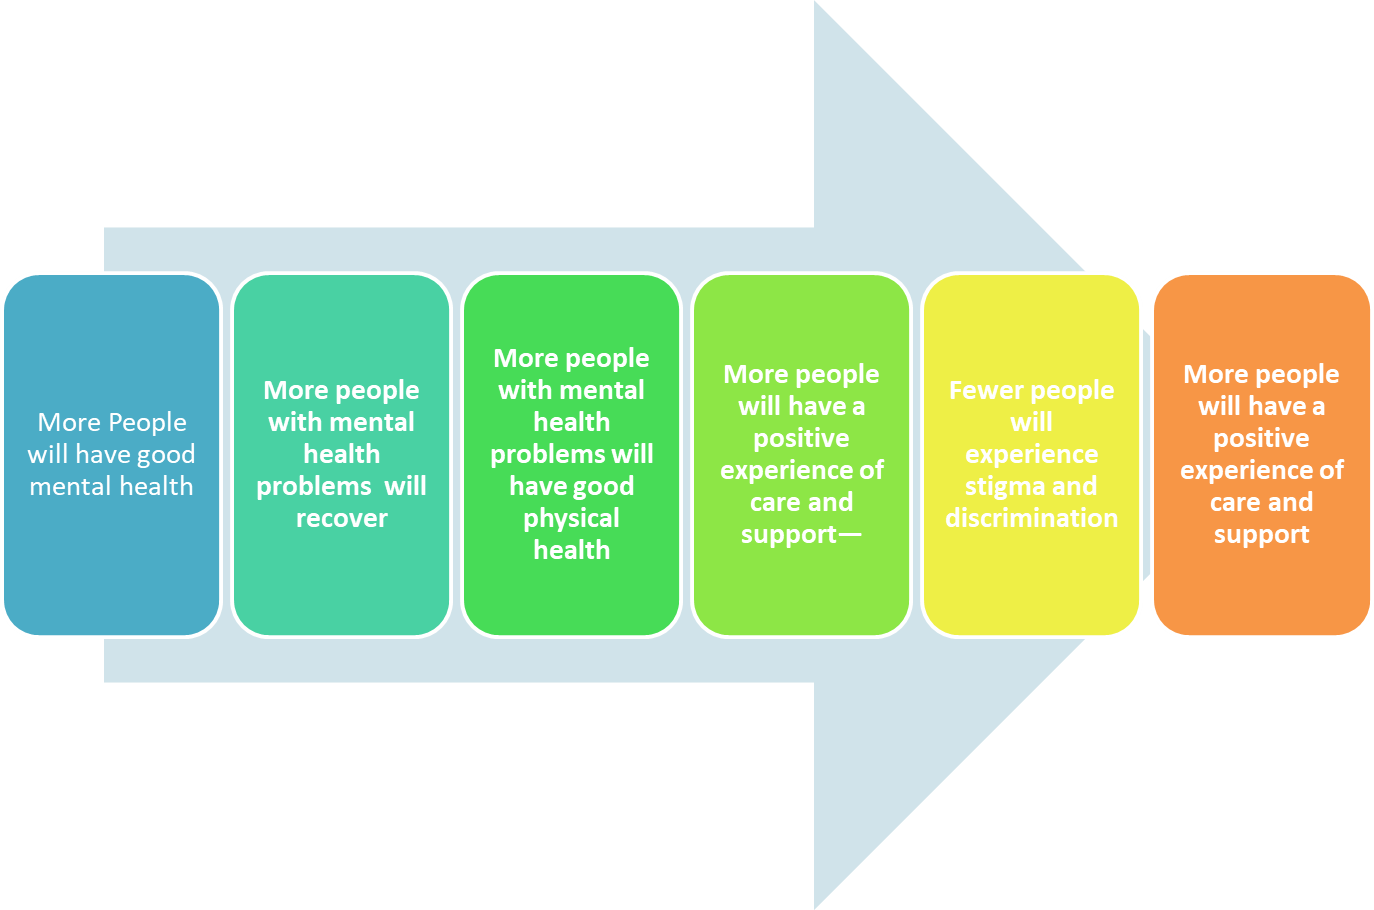 More People
will have good
mental health
More people
with mental
health
problems  will
recover
More people
with mental
health
problems will
have good
physical
health
More people
will have a
positive
experience of
care and
support—
Fewer people
will
experience
stigma and
discrimination
More people
will have a
positive
experience of
care and
support